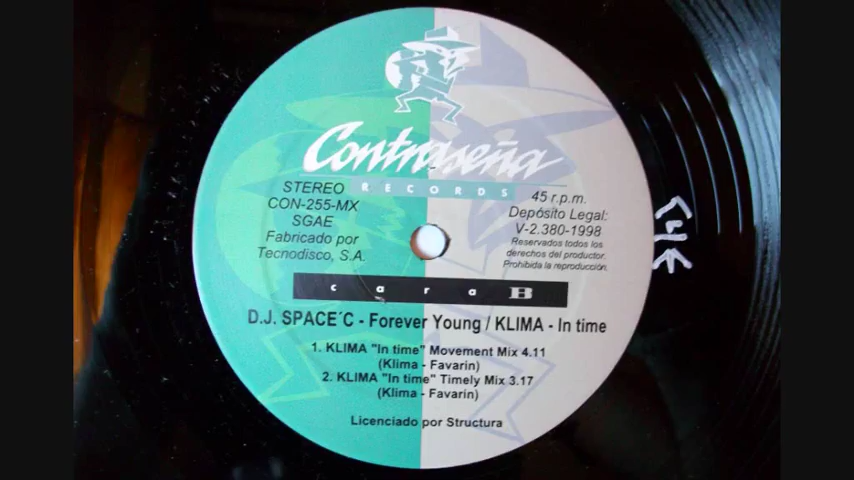 Contraseña
RECORDS
STEREO
CON-255-MX
SGAE
Fabricado por
Tecnodisco, S.A.
45 r.p.m.
Depósito Legal:
V-2.380-1998
Reservados todos los
derechos del productor.
Prohibida la reproducción.
cara B
D.J. SPACE´C - Forever Young / KLIMA - In time
1. KLIMA "In time" Movement Mix 4.11
(Klima - Favarin)
2. KLIMA "In time" Timely Mix 3.17
(Klima - Favarin)
Licenciado por Structura